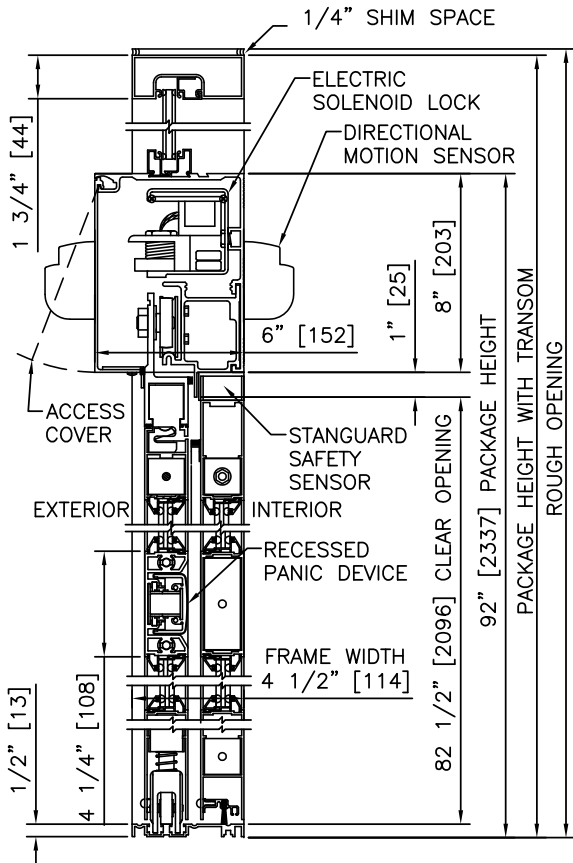 1/4" SHIM SPACE
ELECTRIC
SOLENOID LOCK
DIRECTIONAL
MOTION SENSOR
1 3/4" [44]
8" [203]
1" [25]
6" [152]
ACCESS
COVER
STANGUARD
SAFETY
SENSOR
EXTERIOR
INTERIOR
RECESSED
PANIC DEVICE
FRAME WIDTH
4 1/2" [114]
82 1/2" [2096] CLEAR OPENING
92" [2337] PACKAGE HEIGHT
PACKAGE HEIGHT WITH TRANSOM
ROUGH OPENING
4 1/4" [108]
1/2" [13]